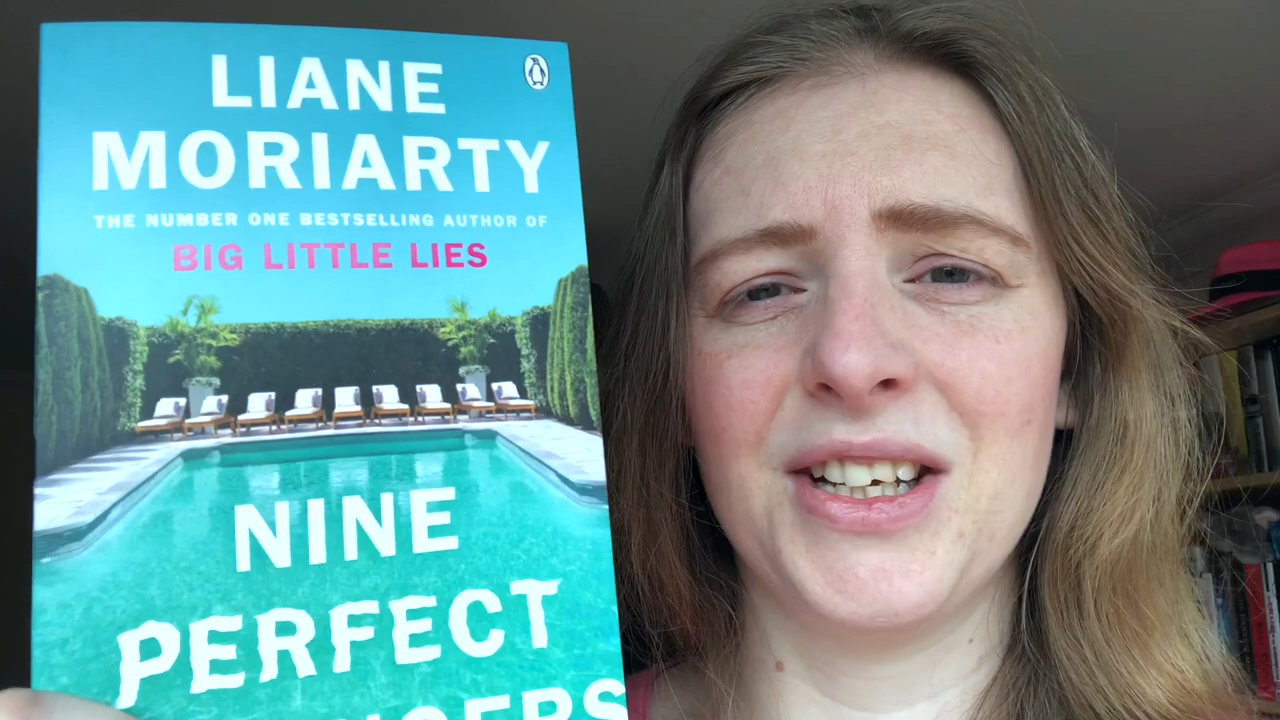 LIANE
MORIARTY
THE NUMBER ONE BESTSELLING AUTHOR OF
BIG LITTLE LIES
NINE
PERFECT